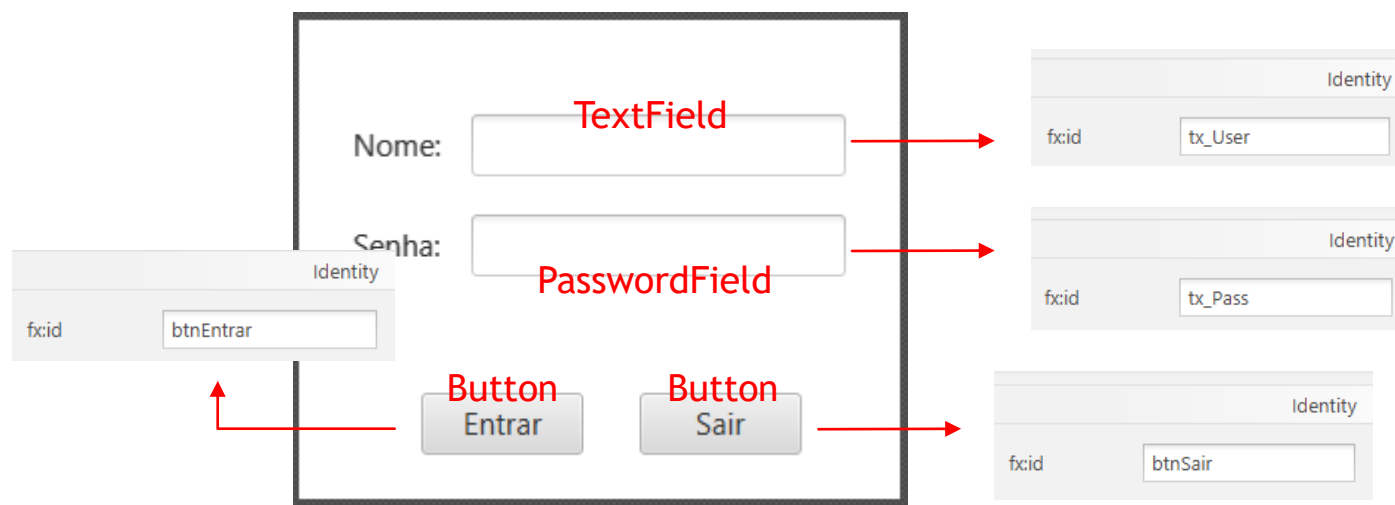 TextField
Nome:
Identity
fx:id tx_User
Senha:
PasswordField
Identity
fx:id tx_Pass
Identity
fx:id btnEntrar
Button Button
Entrar Sair
Identity
fx:id btnSair